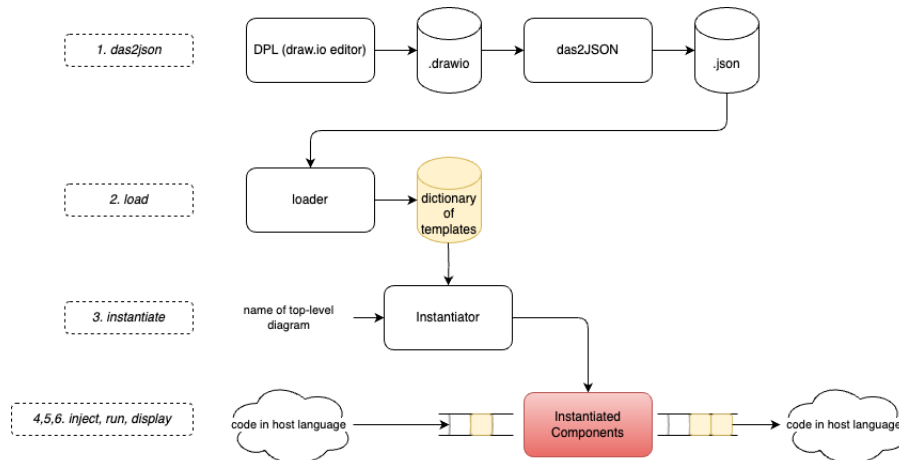 1. das2json
DPL (draw.io editor)
.drawio
das2JSON
.json
2. load
loader
dictionary
of
templates
3. instantiate
name of top-level
diagram
Instantiator
4,5,6. inject, run, display
code in host language
Instantiated
Components
code in host language